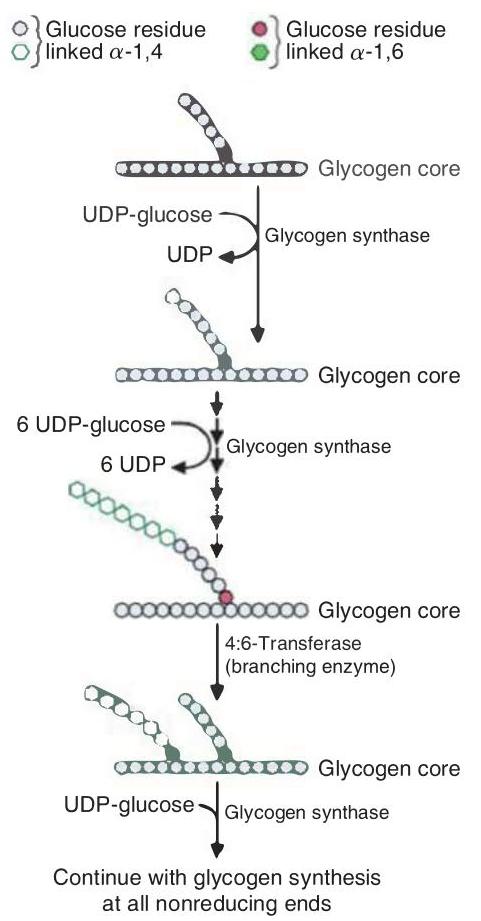 Glucose residue
linked α-1,4
Glucose residue
linked α-1,6
Glycogen core
UDP-glucose
Glycogen synthase
UDP
Glycogen core
6 UDP-glucose
Glycogen synthase
6 UDP
Glycogen core
4:6-Transferase
(branching enzyme)
Glycogen core
UDP-glucose
Glycogen synthase
Continue with glycogen synthesis
at all nonreducing ends